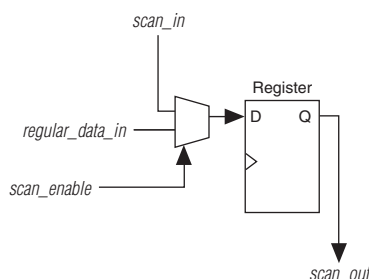 scan_in
Register
D Q
regular_data_in
scan_enable
scan_out